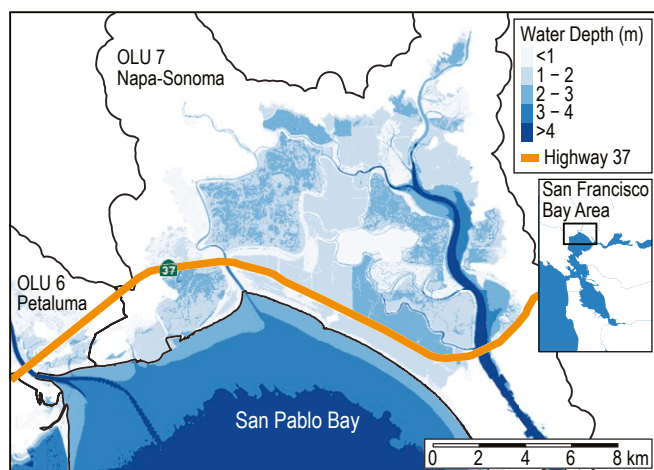 OLU 7
Napa-Sonoma
Water Depth (m)
<1
1 – 2
2 – 3
3 – 4
>4
Highway 37
San Francisco
Bay Area
37
OLU 6
Petaluma
San Pablo Bay
0 2 4 6 8 km